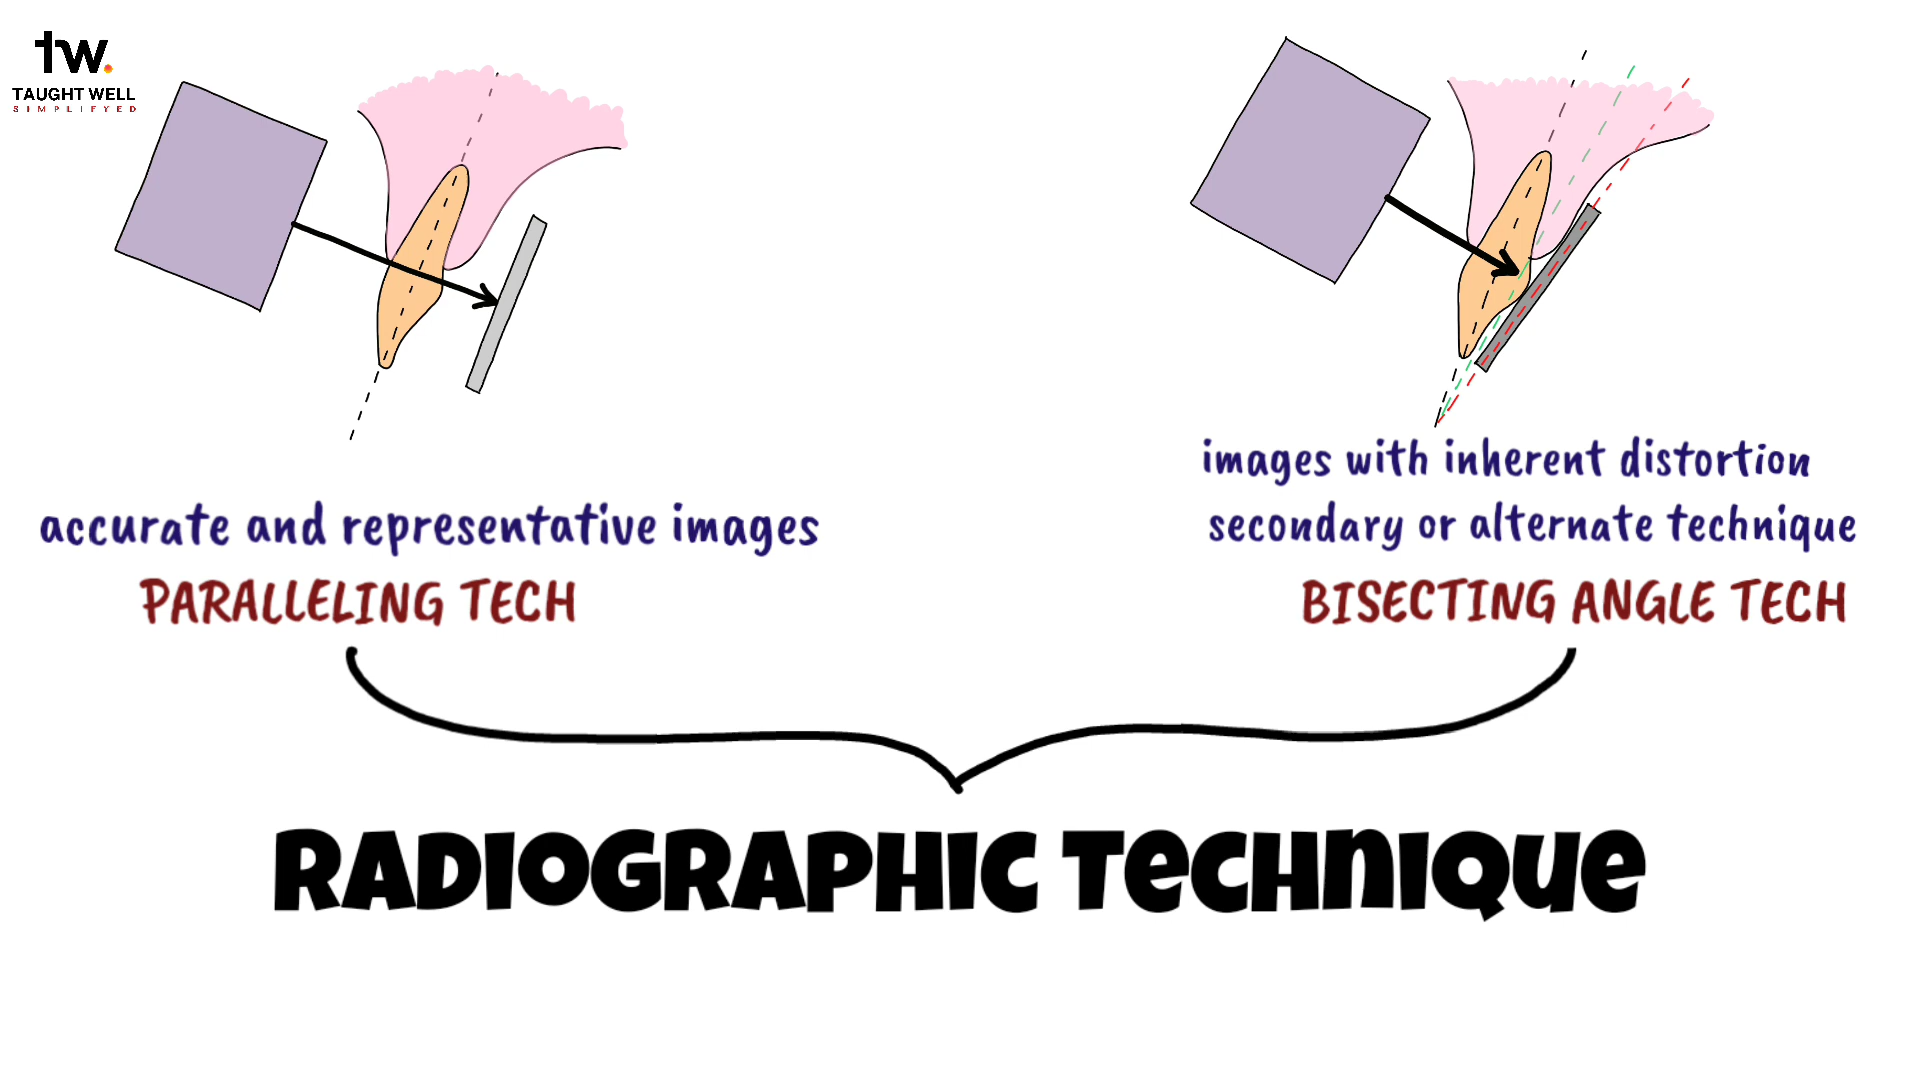 tw.
TAUGHT WELL
SIMPLIFYED
images with inherent distortion
accurate and representative images
secondary or alternate technique
PARALLELING TECH
BISECTING ANGLE TECH
RADIOGRAPHIC TECHNIQUE